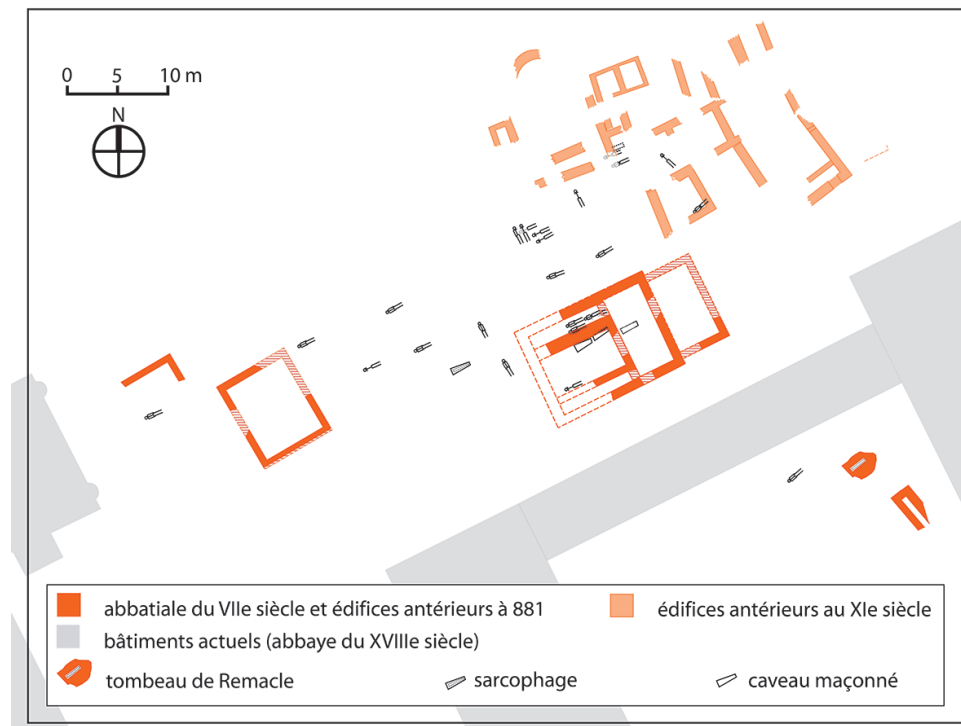 0 5 10 m
N
abbatiale du VIIe siècle et édifices antérieurs à 881
édifices antérieurs au XIe siècle
bâtiments actuels (abbaye du XVIIIe siècle)
tombeau de Remacle
sarcophage
caveau maçonné